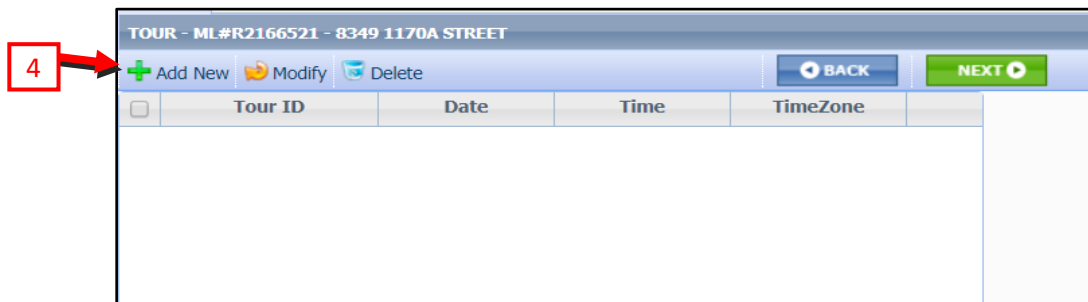 TOUR - ML#R2166521 - 8349 1170A STREET
4
Add New Modify Delete BACK NEXT
Tour ID Date Time TimeZone